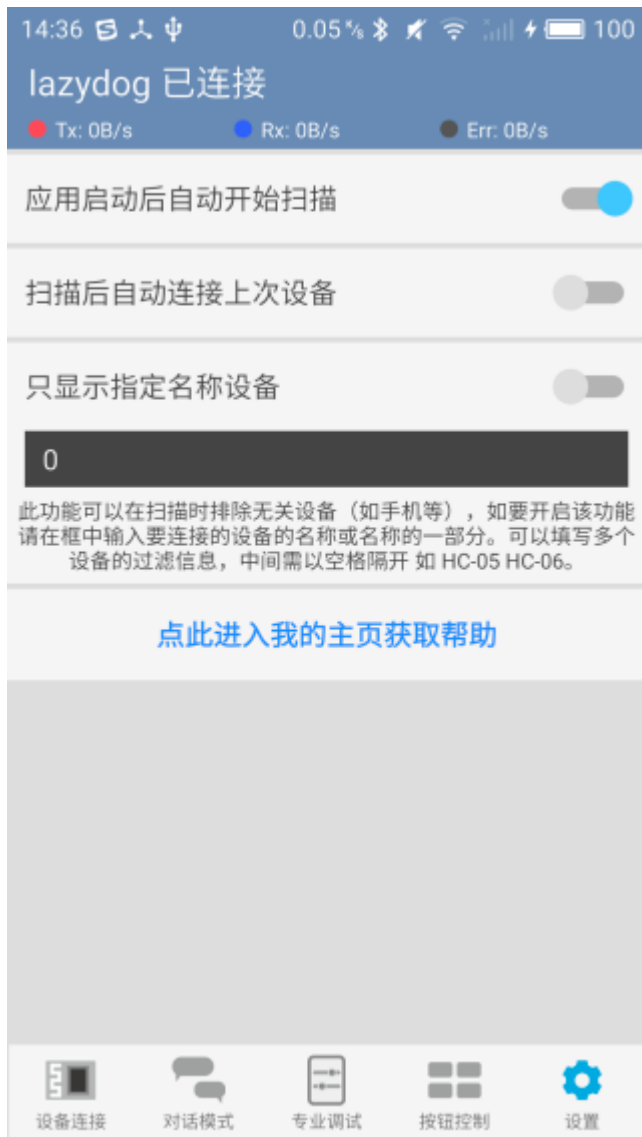 14:36 0.05 K/s 100
lazydog 已连接
Tx: 0B/s Rx: 0B/s Err: 0B/s
应用启动后自动开始扫描
扫描后自动连接上次设备
只显示指定名称设备
0
此功能可以在扫描时排除无关设备（如手机等），如要开启该功能
请在框中输入要连接的设备的名称或名称的一部分。可以填写多个
设备的过滤信息，中间需以空格隔开 如 HC-05 HC-06。
点此进入我的主页获取帮助
设备连接 对话模式 专业调试 按钮控制 设置